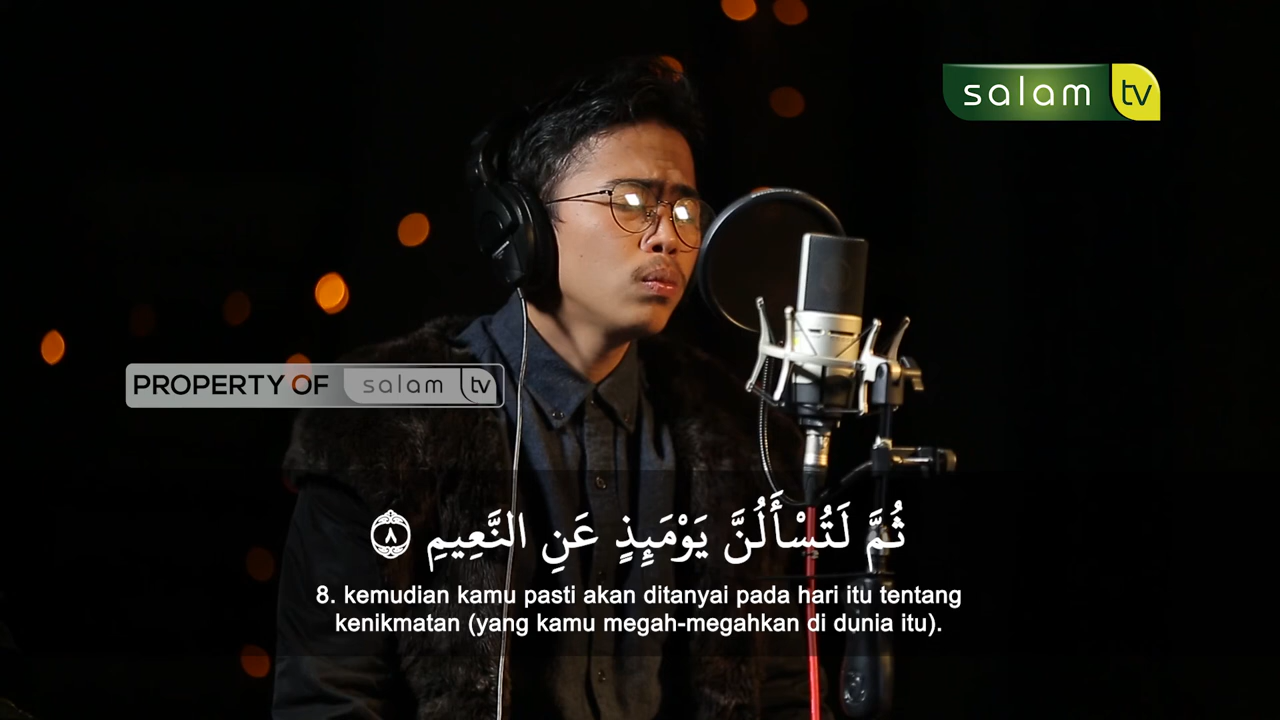 salam tv
PROPERTY OF salam tv
ثُمَّ لَتُسْأَلُنَّ يَوْمَئِذٍ عَنِ النَّعِيمِ ٨
8. kemudian kamu pasti akan ditanyai pada hari itu tentang
kenikmatan (yang kamu megah-megahkan di dunia itu).